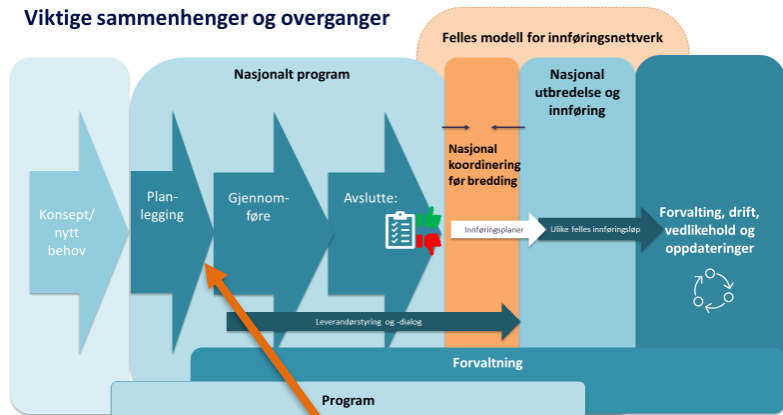 Viktige sammenhenger og overganger
Felles modell for innføringsnettverk
Nasjonalt program
Nasjonal
utbredelse og
innføring
Nasjonal
koordinering
før bredding
Konsept/
nytt
behov
Plan-
legging
Gjennom-
føre
Avslutte:
Innføringsplaner
Ulike felles innføringsløp
Forvalting, drift,
vedlikehold og
oppdateringer
Leverandørstyring og -dialog
Forvaltning
Program